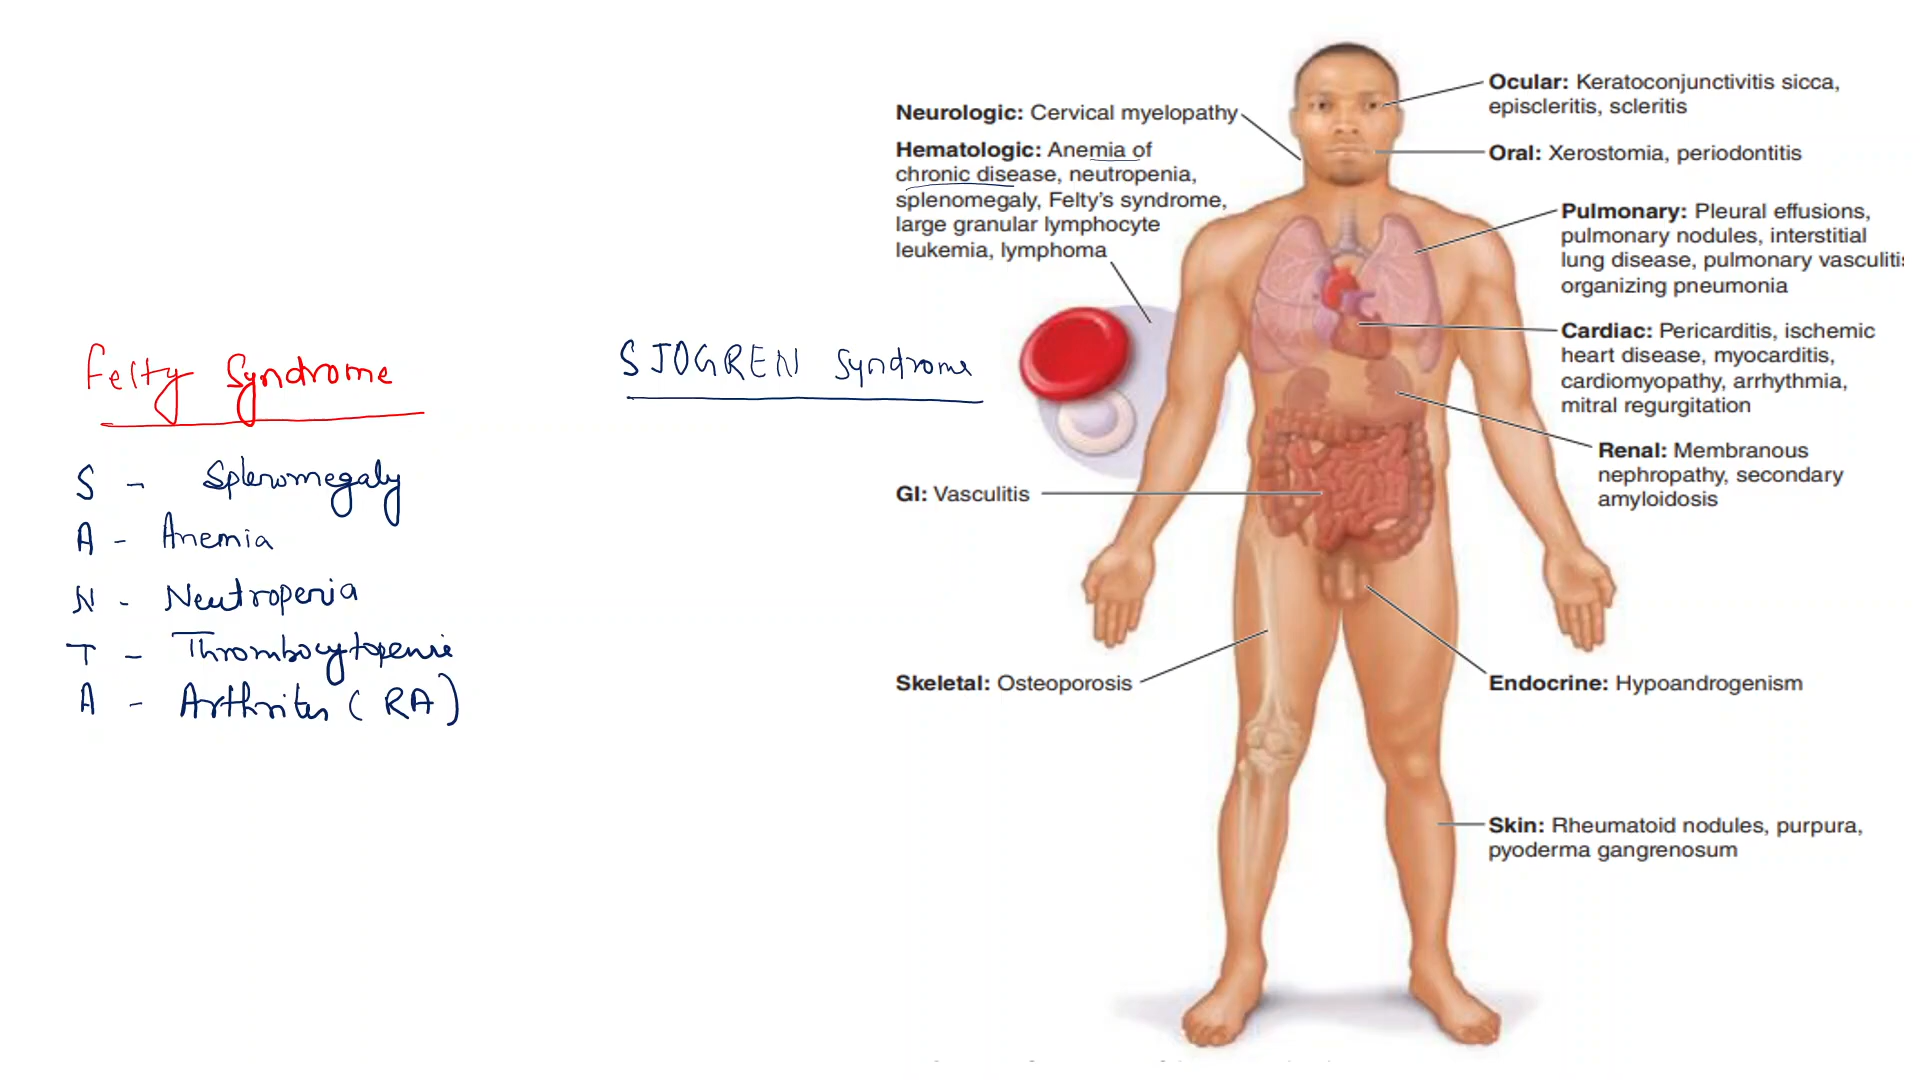 Felty Syndrome
S - Splenomegaly
A - Anemia
N - Neutropenia
T - Thrombocytopenia
A - Arthritis (RA)
SJOGREN Syndrome
Neurologic: Cervical myelopathy
Hematologic: Anemia of
chronic disease, neutropenia,
splenomegaly, Felty's syndrome,
large granular lymphocyte
leukemia, lymphoma
GI: Vasculitis
Skeletal: Osteoporosis
Ocular: Keratoconjunctivitis sicca,
episcleritis, scleritis
Oral: Xerostomia, periodontitis
Pulmonary: Pleural effusions,
pulmonary nodules, interstitial
lung disease, pulmonary vasculitis
organizing pneumonia
Cardiac: Pericarditis, ischemic
heart disease, myocarditis,
cardiomyopathy, arrhythmia,
mitral regurgitation
Renal: Membranous
nephropathy, secondary
amyloidosis
Endocrine: Hypoandrogenism
Skin: Rheumatoid nodules, purpura,
pyoderma gangrenosum